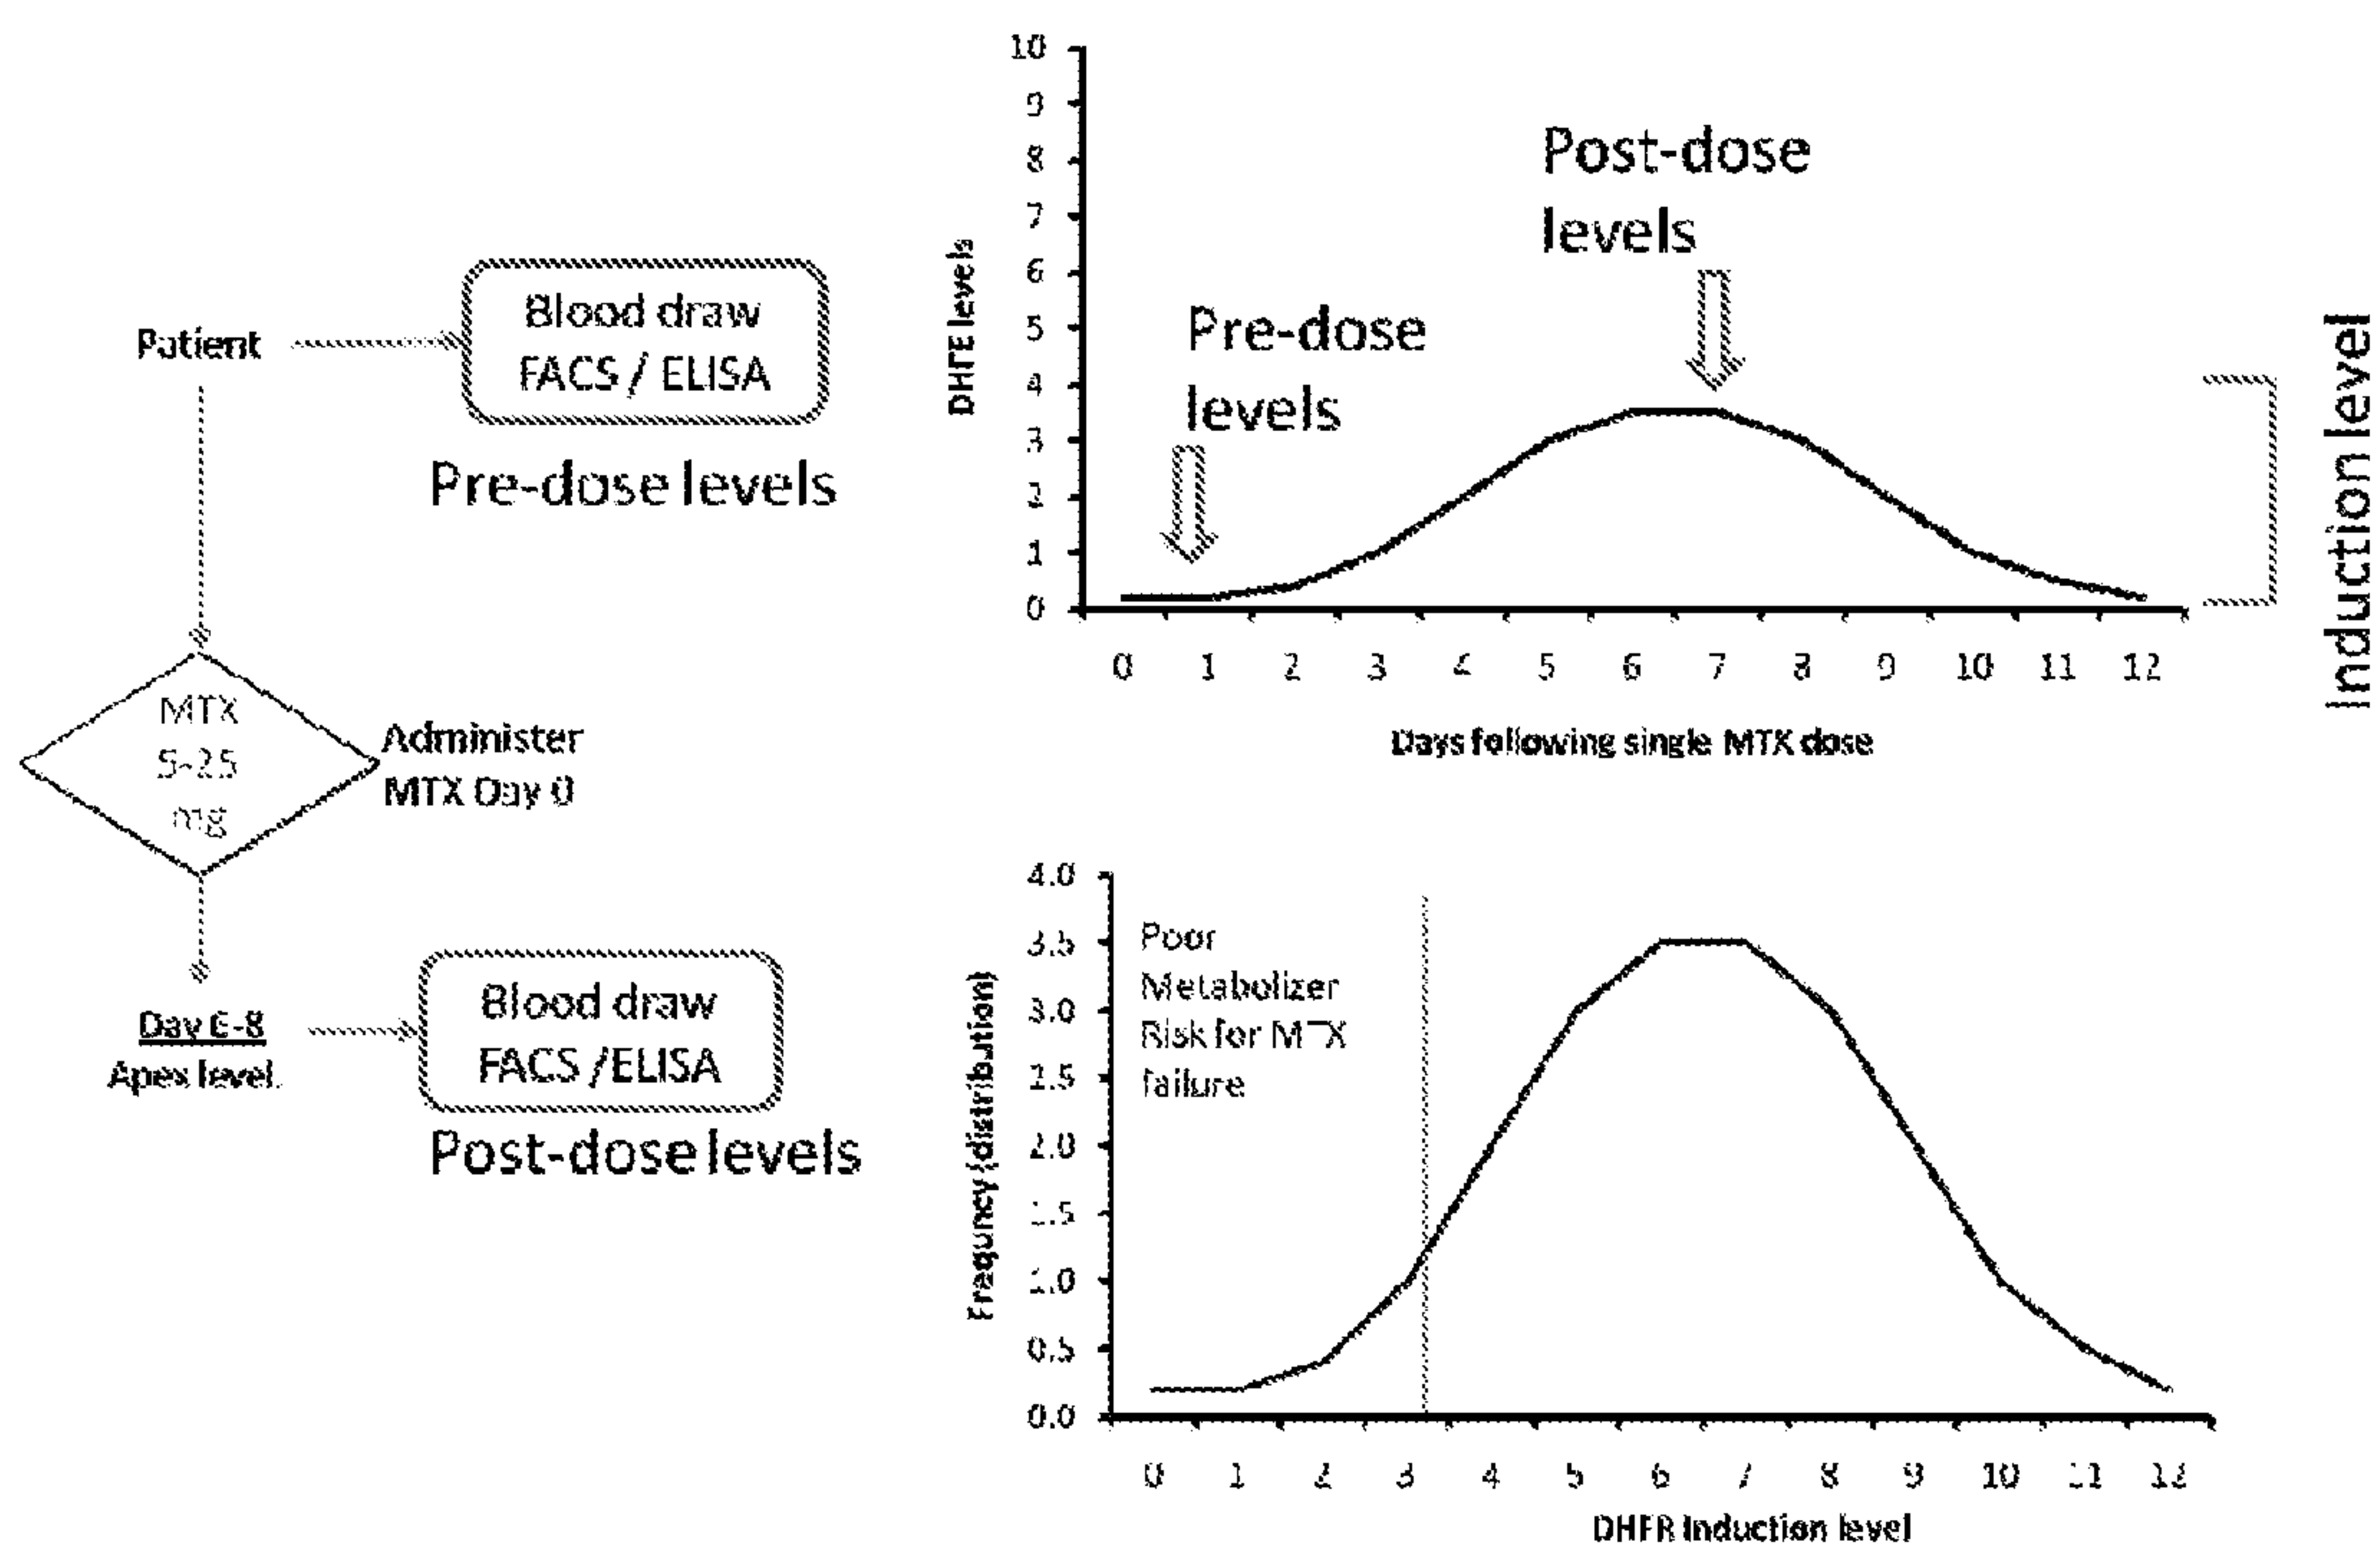 Patient
Blood draw
FACS / ELISA
Pre-dose levels
MTX
5-25
mg
Administer
MTX Day 0
Day 6-8
Apex level.
Blood draw
FACS /ELISA
Post-dose levels
10
9
8
7
6
5
4
3
2
1
0
levels
Pre-dose
levels
Post-dose
levels
0 1 2 3 4 5 6 7 8 9 10 11 12
Days following single MTX dose
Induction level
4.0
3.5
3.0
2.5
2.0
1.5
1.0
0.5
0.0
Frequncy (distribution)
Poor
Metabolizer
Risk for MTX
failure
0 1 2 3 4 5 6 7 8 9 10 11 12
DHFR Induction level